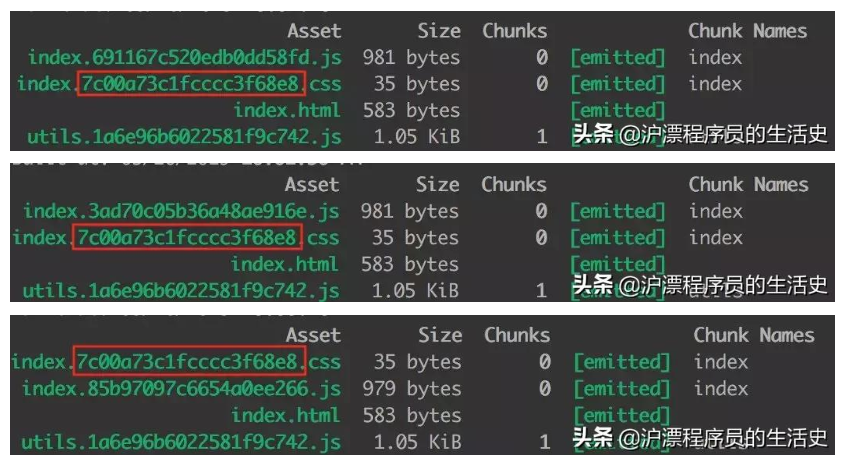 Asset Size Chunks Chunk Names
index.691167c520edb0dd58fd.js 981 bytes 0 [emitted] index
index.7c00a73c1fcccc3f68e8.css 35 bytes 0 [emitted] index
index.html 583 bytes [emitted]
utils.1a6e96b6022581f9c742.js 1.05 KiB 1 [emitted] utils
头条 @沪漂程序员的生活史
Asset Size Chunks Chunk Names
index.3ad70c05b36a48ae916e.js 981 bytes 0 [emitted] index
index.7c00a73c1fcccc3f68e8.css 35 bytes 0 [emitted] index
index.html 583 bytes [emitted]
utils.1a6e96b6022581f9c742.js 1.05 KiB 1 [emitted] utils
头条 @沪漂程序员的生活史
Asset Size Chunks Chunk Names
index.7c00a73c1fcccc3f68e8.css 35 bytes 0 [emitted] index
index.85b97097c6654a0ee266.js 979 bytes 0 [emitted] index
index.html 583 bytes [emitted]
utils.1a6e96b6022581f9c742.js 1.05 KiB 1 [emitted] utils
头条 @沪漂程序员的生活史